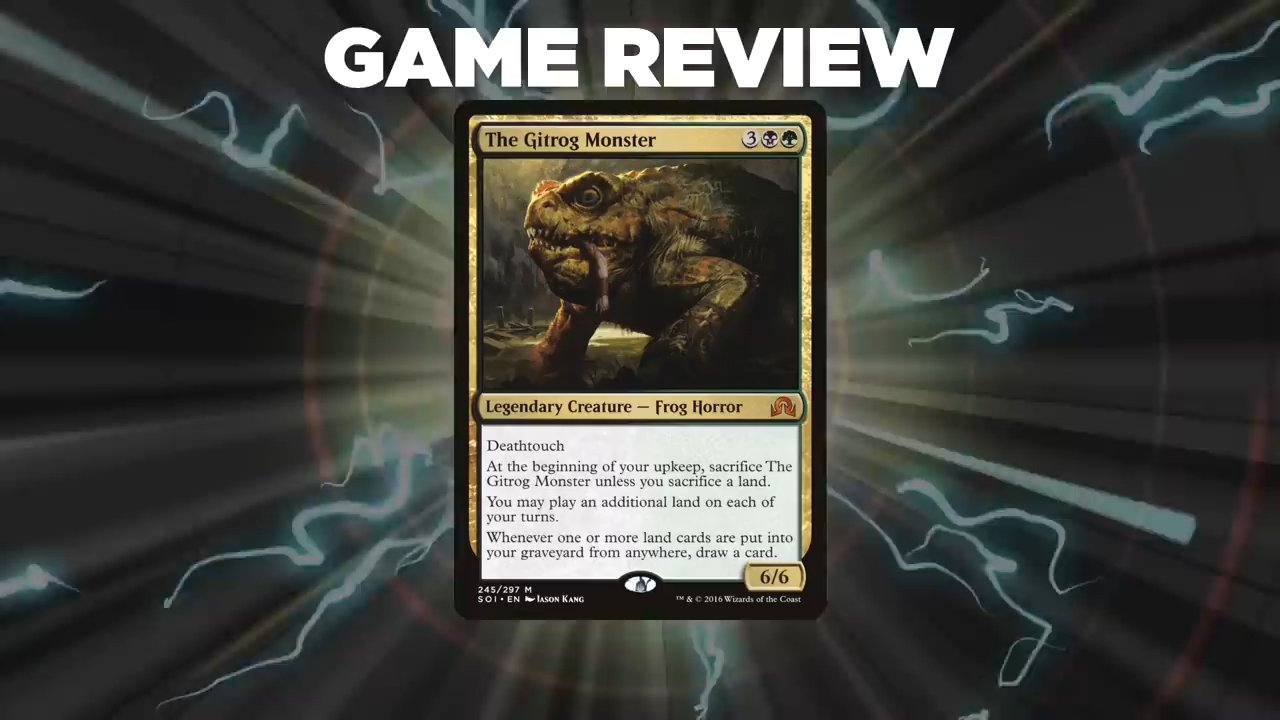 GAME REVIEW
The Gitrog Monster 3
Legendary Creature — Frog Horror
Deathtouch
At the beginning of your upkeep, sacrifice The
Gitrog Monster unless you sacrifice a land.
You may play an additional land on each of
your turns.
Whenever one or more land cards are put into
your graveyard from anywhere, draw a card.
6/6
245/297 M
SOI • EN Jason Kang
™ & © 2016 Wizards of the Coast